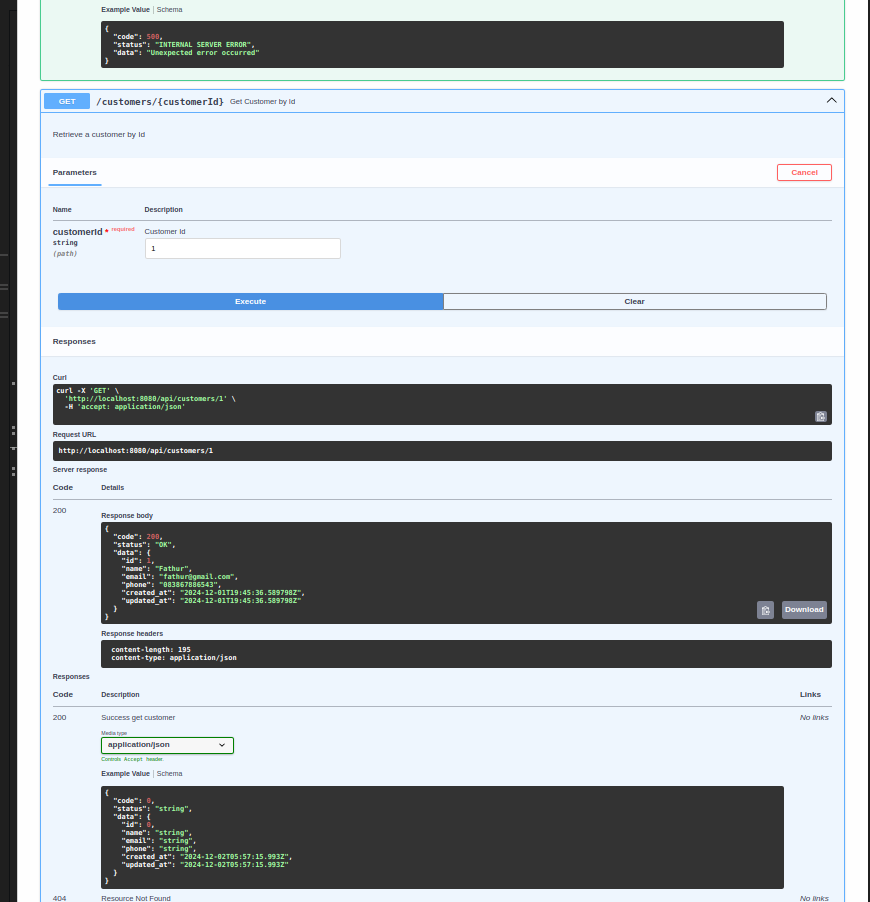 Example Value | Schema
{
  "code": 500,
  "status": "INTERNAL SERVER ERROR",
  "data": "Unexpected error occurred"
}
GET /customers/{customerId} Get Customer by Id
Retrieve a customer by Id
Parameters Cancel
Name Description
customerId * required Customer Id
string
(path)
1
Execute Clear
Responses
Curl
curl -X 'GET' \
  'http://localhost:8080/api/customers/1' \
  -H 'accept: application/json'
Request URL
http://localhost:8080/api/customers/1
Server response
Code Details
200
Response body
{
  "code": 200,
  "status": "OK",
  "data": {
    "id": 1,
    "name": "Fathur",
    "email": "fathur@gmail.com",
    "phone": "083867886543",
    "created_at": "2024-12-01T19:45:36.589798Z",
    "updated_at": "2024-12-01T19:45:36.589798Z"
  }
}
Download
Response headers
content-length: 195
content-type: application/json
Responses
Code Description Links
200 Success get customer No links
Media type
application/json
Controls Accept header.
Example Value | Schema
{
  "code": 0,
  "status": "string",
  "data": {
    "id": 0,
    "name": "string",
    "email": "string",
    "phone": "string",
    "created_at": "2024-12-02T05:57:15.993Z",
    "updated_at": "2024-12-02T05:57:15.993Z"
  }
}
404 Resource Not Found No links